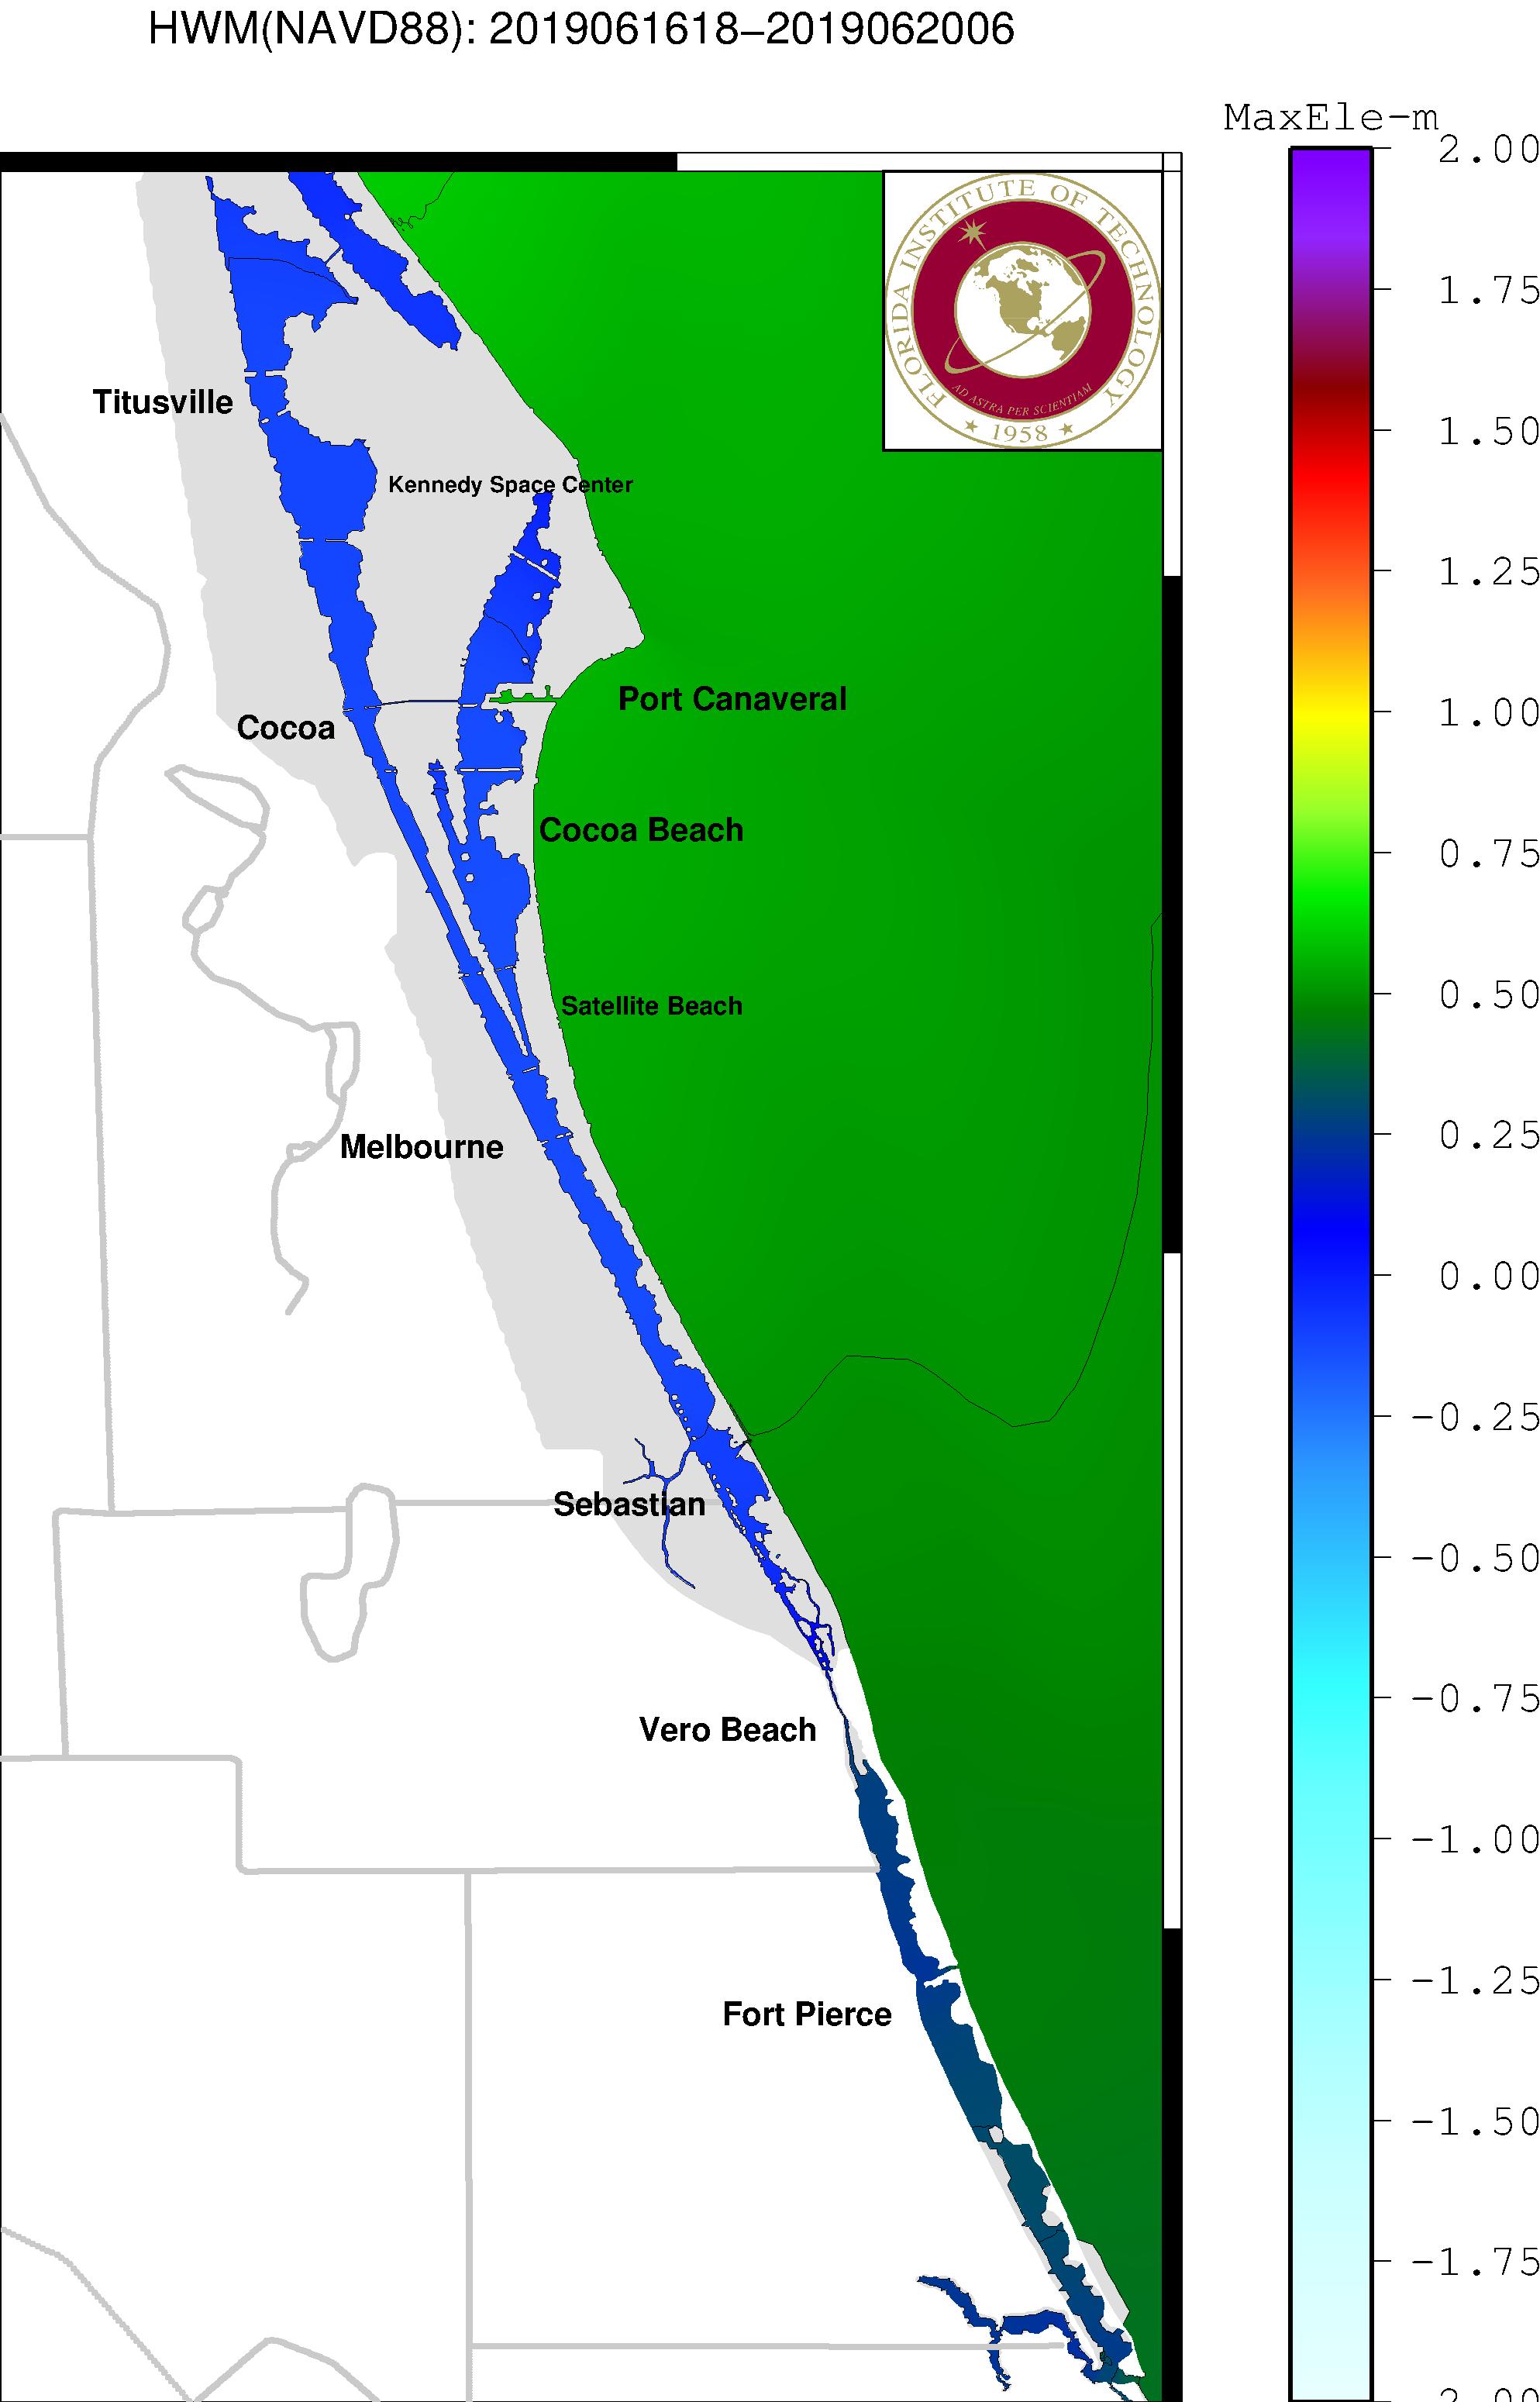 HWM(NAVD88): 2019061618−2019062006
MaxEle-m
2.00
1.75
1.50
1.25
1.00
0.75
0.50
0.25
0.00
-0.25
-0.50
-0.75
-1.00
-1.25
-1.50
-1.75
FLORIDA INSTITUTE OF TECHNOLOGY
AD ASTRA PER SCIENTIAM
1958
Titusville
Kennedy Space Center
Port Canaveral
Cocoa
Cocoa Beach
Satellite Beach
Melbourne
Sebastian
Vero Beach
Fort Pierce